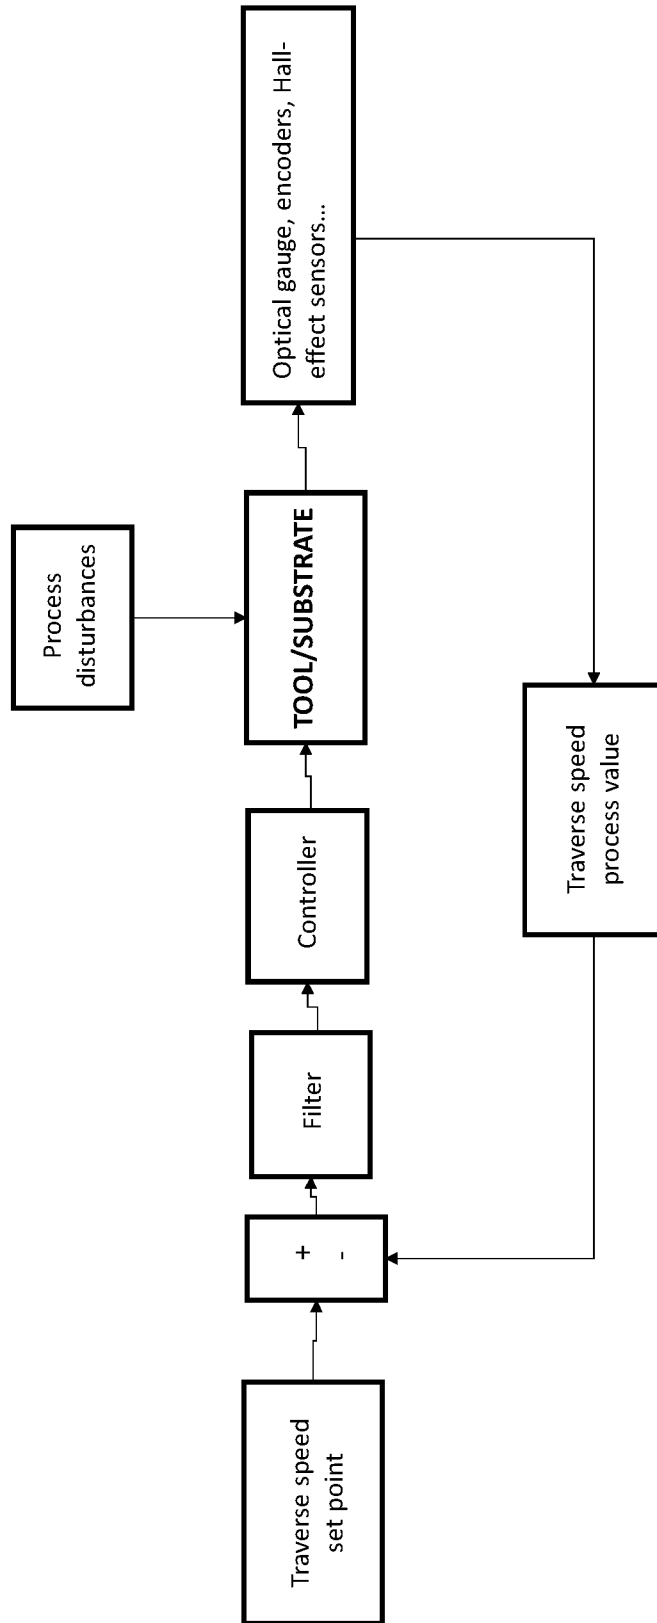 Traverse speed
set point
+
-
Filter
Controller
Process
disturbances
TOOL/SUBSTRATE
Optical gauge, encoders, Hall-
effect sensors...
Traverse speed
process value